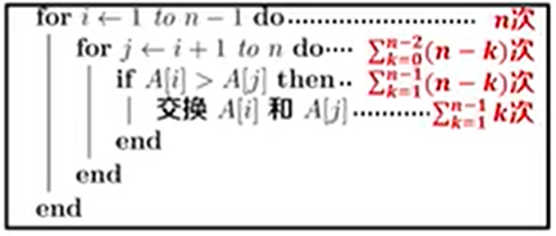 for i ← 1 to n − 1 do························ n次
for j ← i + 1 to n do···· ∑_{k=0}^{n−2}(n − k)次
if A[i] > A[j] then·· ∑_{k=1}^{n−1}(n − k)次
交换 A[i] 和 A[j]··········∑_{k=1}^{n−1} k次
end
end
end